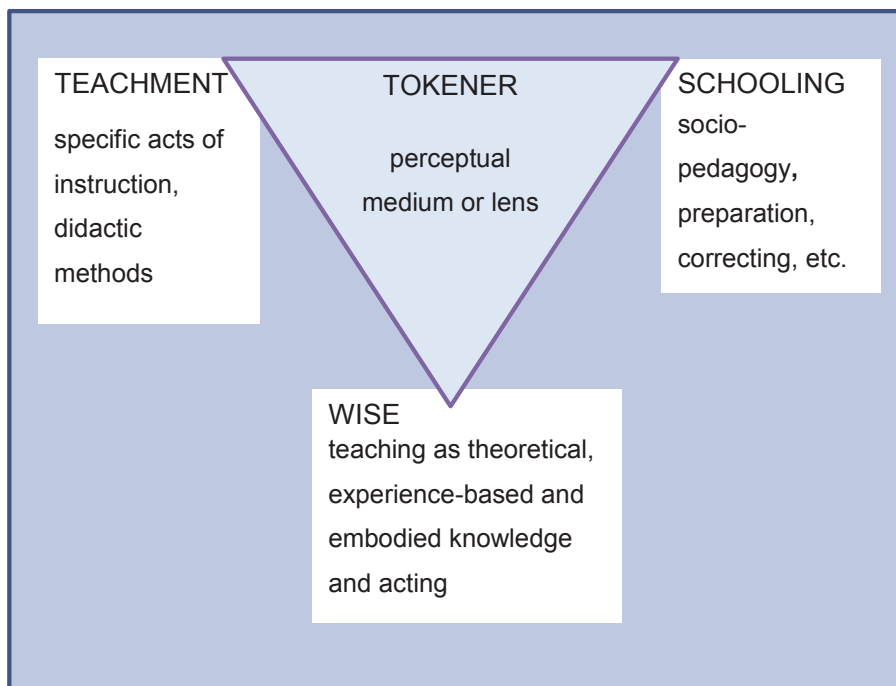 TEACHMENT
specific acts of
instruction,
didactic
methods
TOKENER
perceptual
medium or lens
SCHOOLING
socio-
pedagogy,
preparation,
correcting, etc.
WISE
teaching as theoretical,
experience-based and
embodied knowledge
and acting